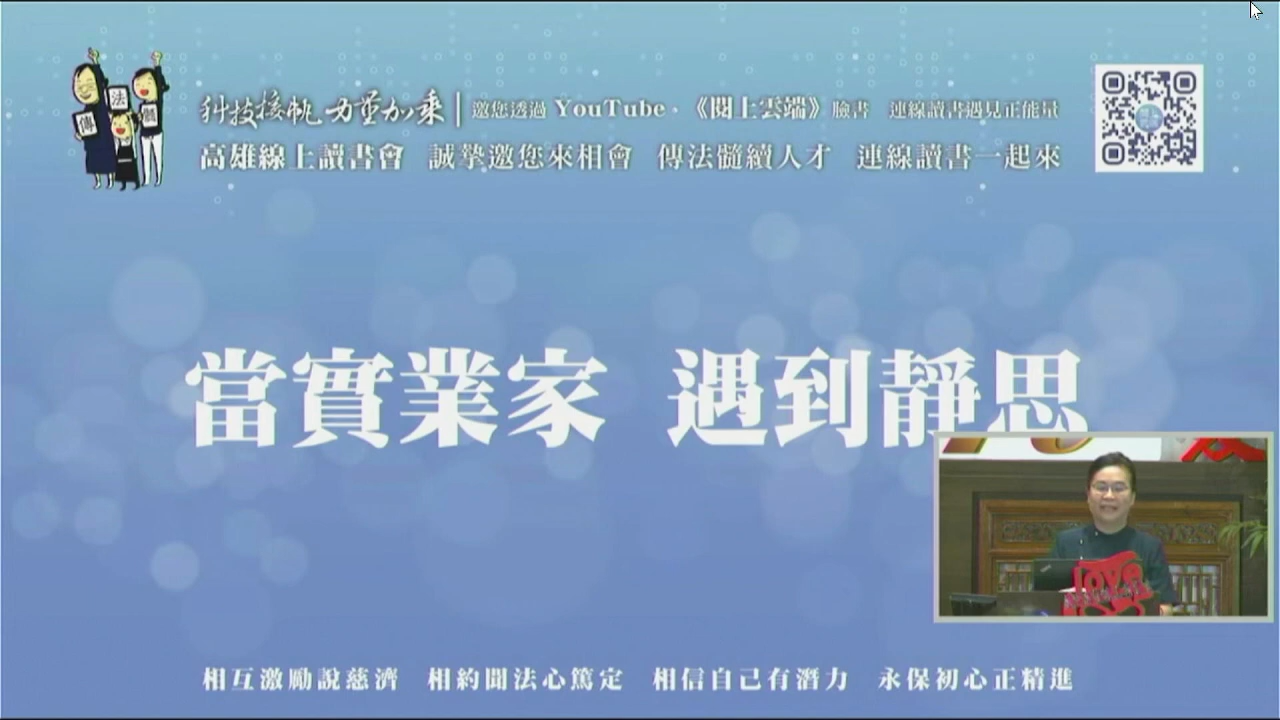 科技接軌 力量加乘 | 邀您透過 YouTube、《閱上雲端》臉書 連線讀書遇見正能量
高雄線上讀書會 誠摯邀您來相會 傳法髓續人才 連線讀書一起來
傳 法 髓
當實業家 遇到靜思
love
相互激勵說慈濟 相約聞法心篤定 相信自己有潛力 永保初心正精進